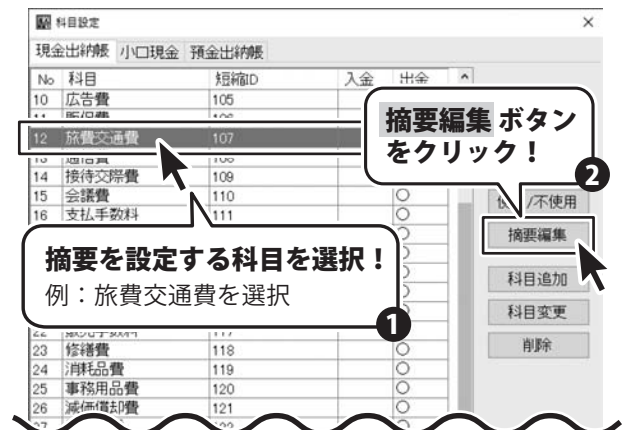 科目設定
×
現金出納帳 小口現金 預金出納帳
No 科目 短縮ID 入金 出金
10 広告費 105
12 旅費交通費 107
14 接待交際費 109
15 会議費 110 ○
16 支払手数料 111
23 修繕費 118 ○
24 消耗品費 119 ○
25 事務用品費 120 ○
26 減価償却費 121 ○
摘要編集 ボタン
をクリック！
2
/不使用
摘要編集
科目追加
科目変更
削除
摘要を設定する科目を選択！
例：旅費交通費を選択
1